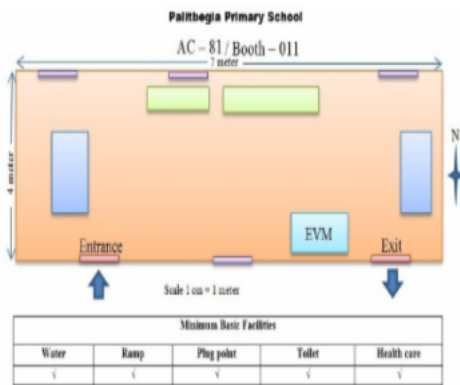 Palitbegia Primary School
AC – 81 / Booth – 011
7 meter
4 meter
N
EVM
Entrance
Exit
Scale 1 cm = 1 meter
Minimum Basic Facilities
Water Ramp Plug point Toilet Health care
√ √ √ √ √